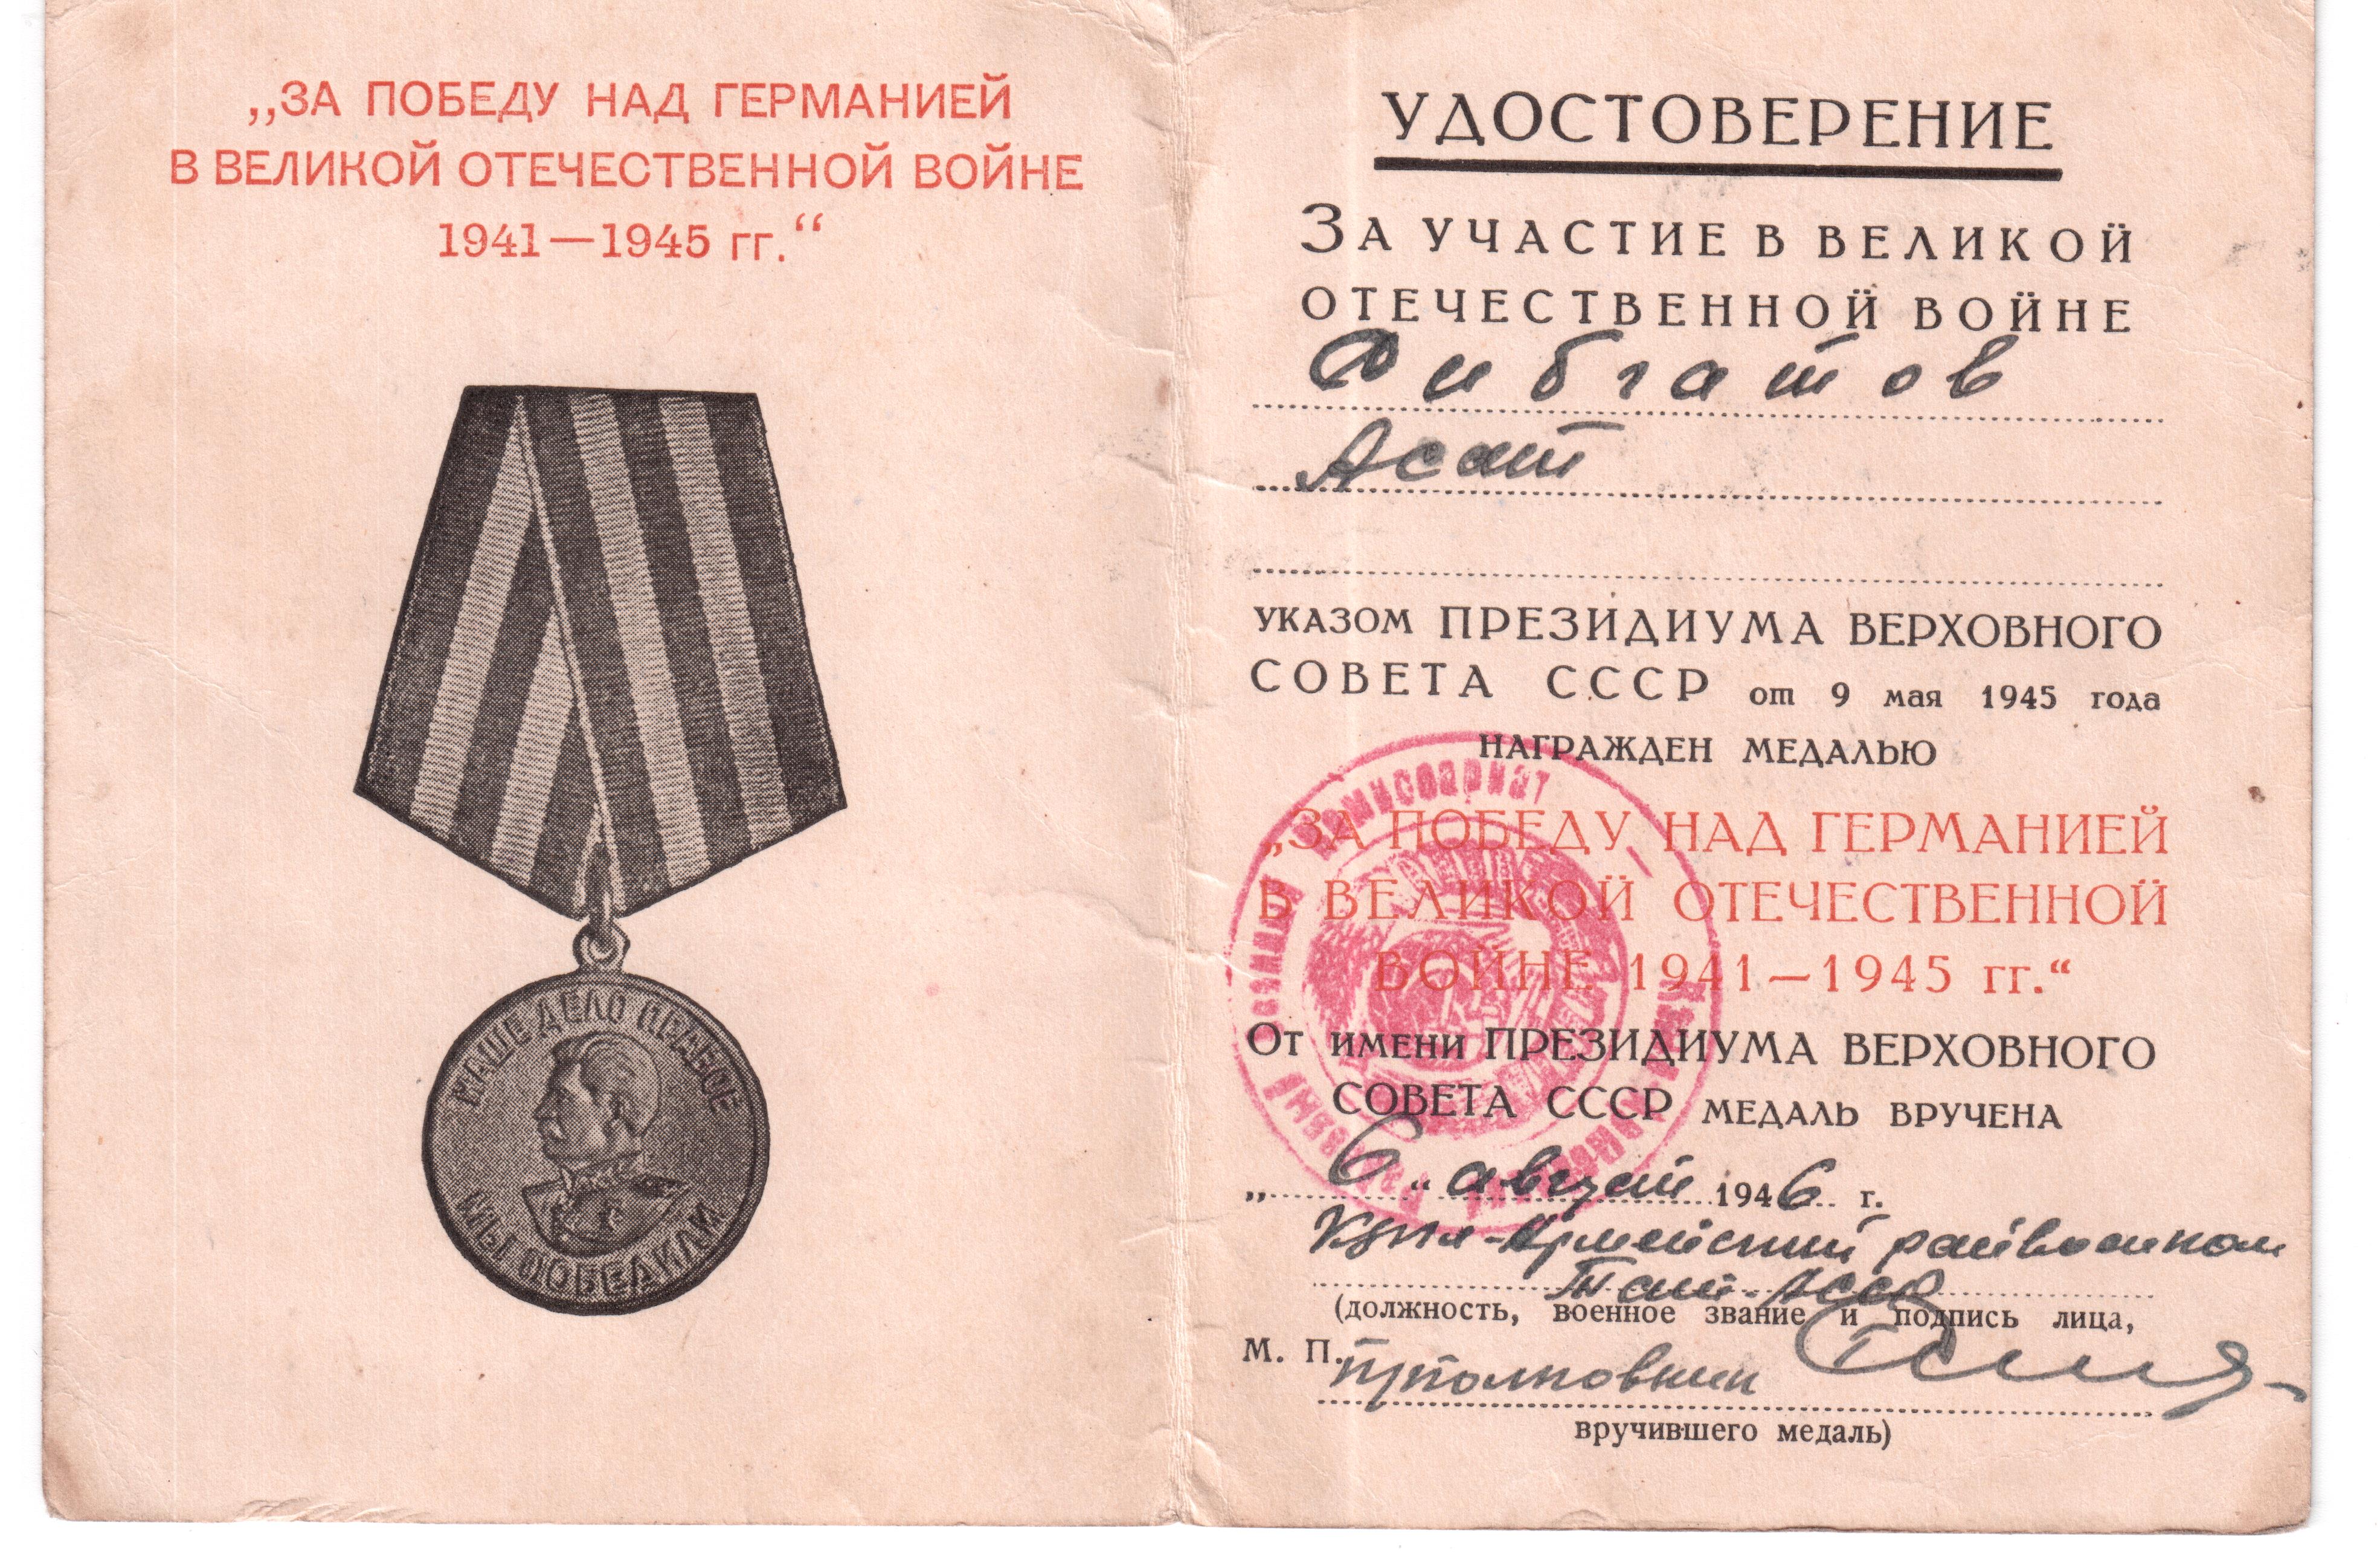 „ЗА ПОБЕДУ НАД ГЕРМАНИЕЙ
В ВЕЛИКОЙ ОТЕЧЕСТВЕННОЙ ВОЙНЕ
1941—1945 гг.“
НАШЕ ДЕЛО ПРАВОЕ
МЫ ПОБЕДИЛИ
УДОСТОВЕРЕНИЕ
ЗА УЧАСТИЕ В ВЕЛИКОЙ
ОТЕЧЕСТВЕННОЙ ВОЙНЕ
Асат
УКАЗОМ ПРЕЗИДИУМА ВЕРХОВНОГО
СОВЕТА СССР от 9 мая 1945 года
НАГРАЖДЕН МЕДАЛЬЮ
„ЗА ПОБЕДУ НАД ГЕРМАНИЕЙ
В ВЕЛИКОЙ ОТЕЧЕСТВЕННОЙ
ВОЙНЕ 1941—1945 гг.“
ОТ ИМЕНИ ПРЕЗИДИУМА ВЕРХОВНОГО
СОВЕТА СССР МЕДАЛЬ ВРУЧЕНА
„6“ август 1946 г.
Тат. АССР
(должность, военное звание и подпись лица,
М. П.
вручившего медаль)